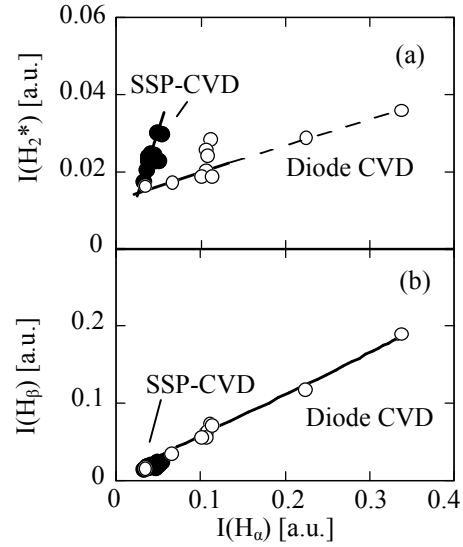 (a)
SSP-CVD
Diode CVD
I(H₂*) [a.u.]
0.06
0.04
0.02
0
(b)
SSP-CVD
Diode CVD
I(Hβ) [a.u.]
0.2
0.1
0
0 0.1 0.2 0.3 0.4
I(Hα) [a.u.]